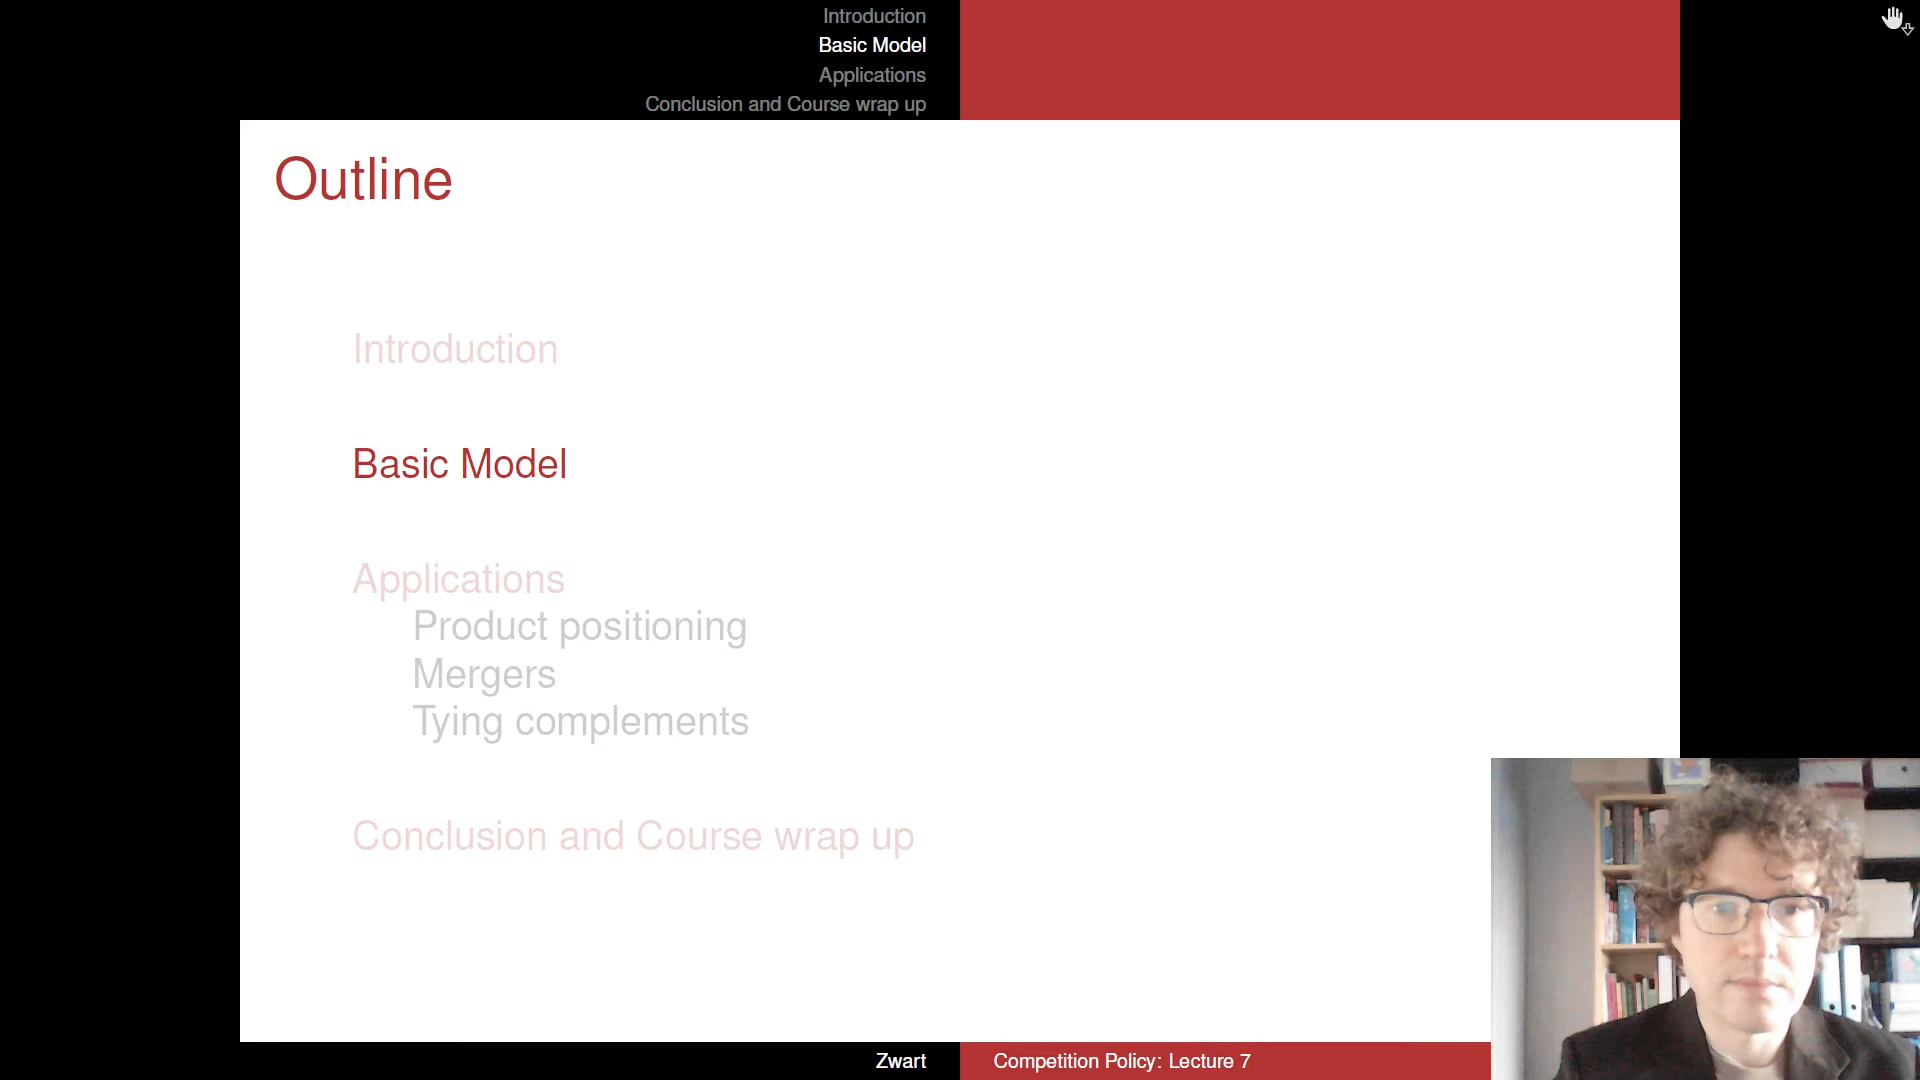 Introduction
Basic Model
Applications
Conclusion and Course wrap up
Outline
Introduction
Basic Model
Applications
Product positioning
Mergers
Tying complements
Conclusion and Course wrap up
Zwart
Competition Policy: Lecture 7